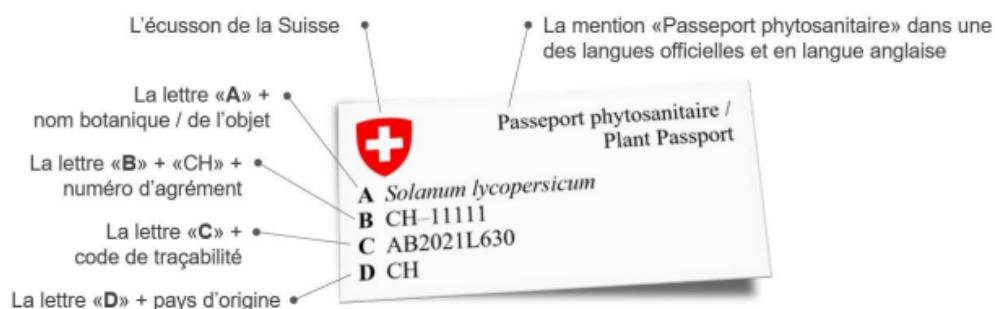 L'écusson de la Suisse
La mention «Passeport phytosanitaire» dans une
des langues officielles et en langue anglaise
La lettre «A» +
nom botanique / de l'objet
La lettre «B» + «CH» +
numéro d'agrément
La lettre «C» +
code de traçabilité
La lettre «D» + pays d'origine
Passeport phytosanitaire /
Plant Passport
A Solanum lycopersicum
B CH–11111
C AB2021L630
D CH